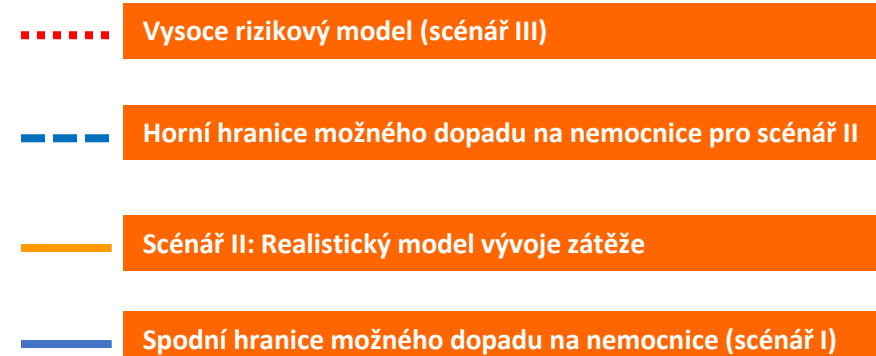 Vysoce rizikový model (scénář III)
Horní hranice možného dopadu na nemocnice pro scénář II
Scénář II: Realistický model vývoje zátěže
Spodní hranice možného dopadu na nemocnice (scénář I)